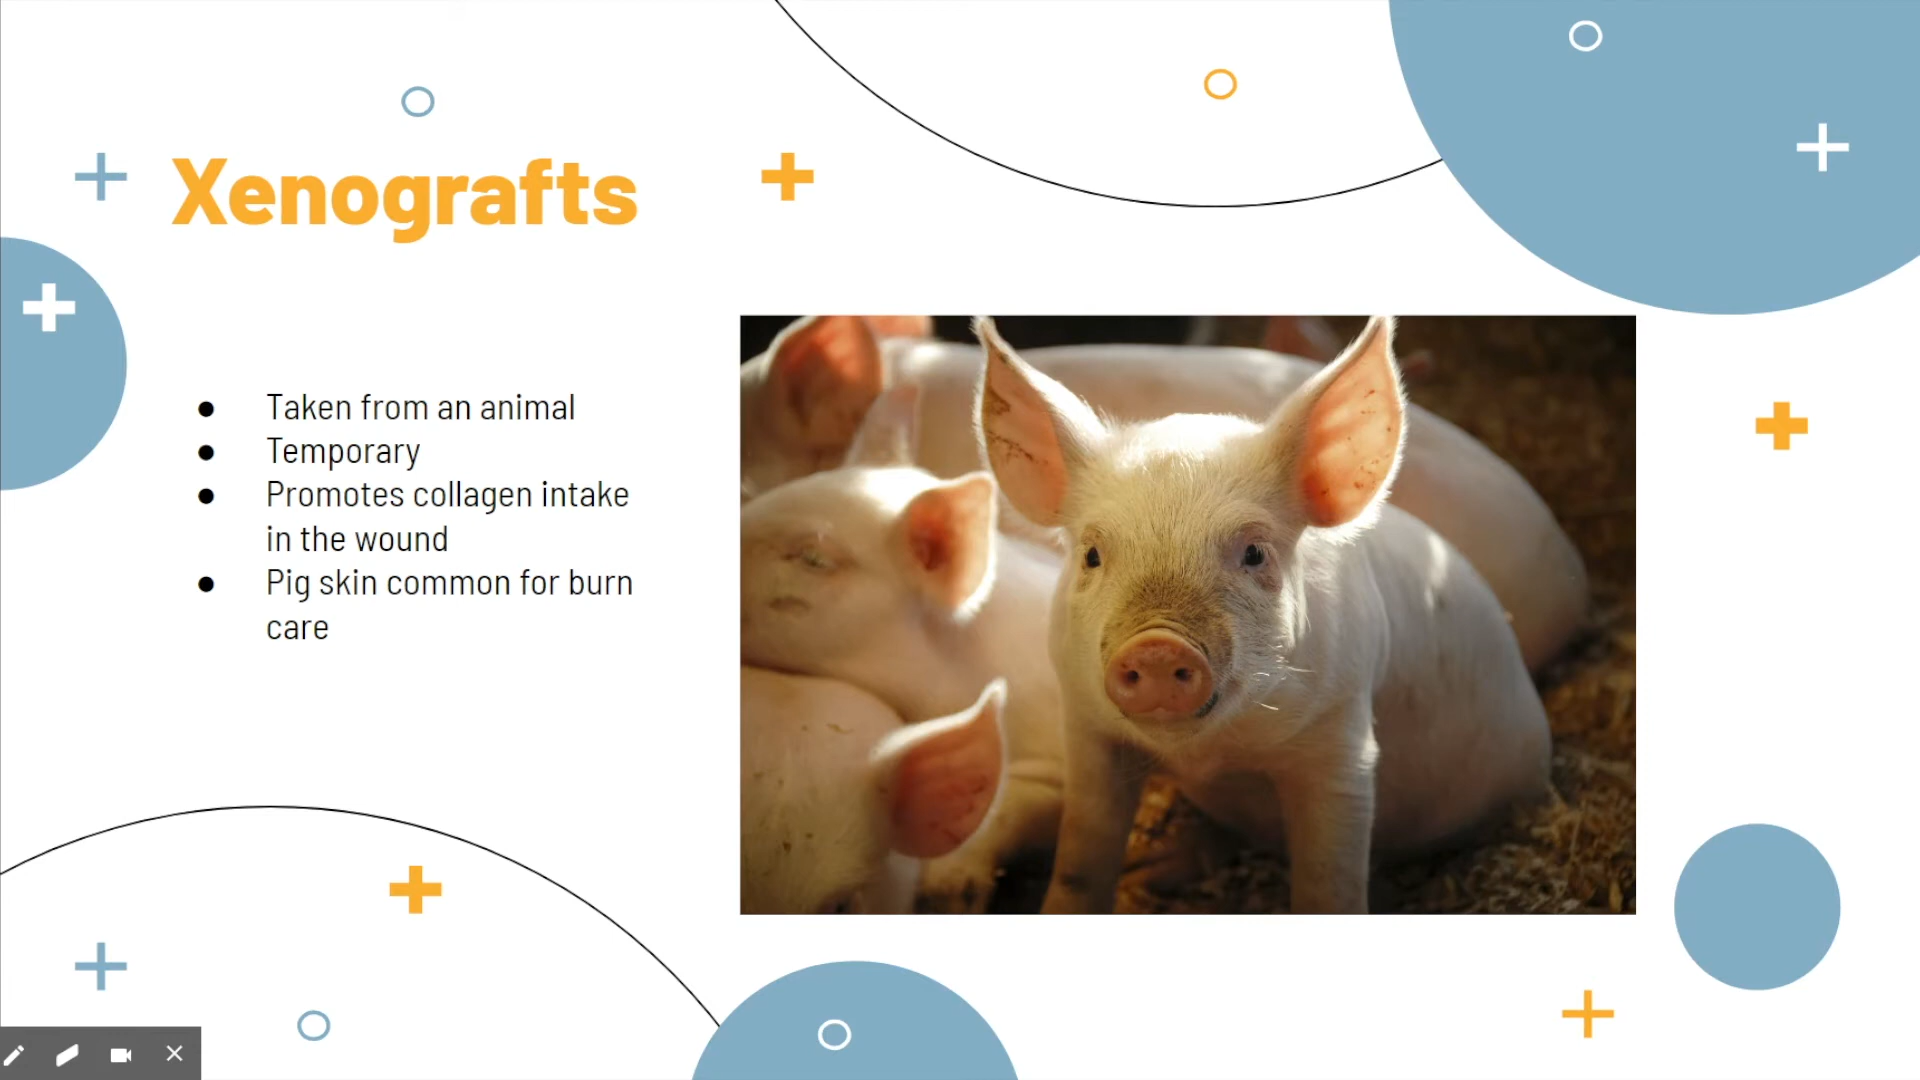 Xenografts
● Taken from an animal
● Temporary
● Promotes collagen intake
in the wound
● Pig skin common for burn
care